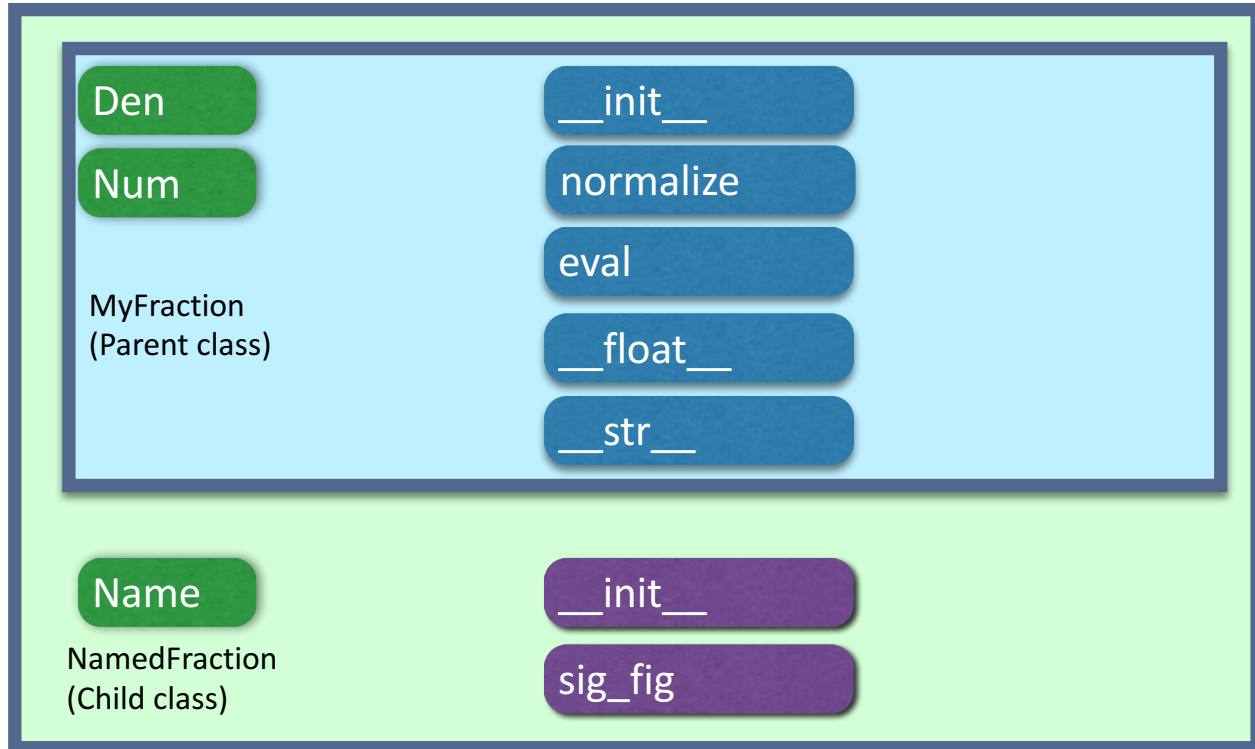 Den
Num
MyFraction
(Parent class)
__init__
normalize
eval
__float__
__str__
Name
NamedFraction
(Child class)
__init__
sig_fig